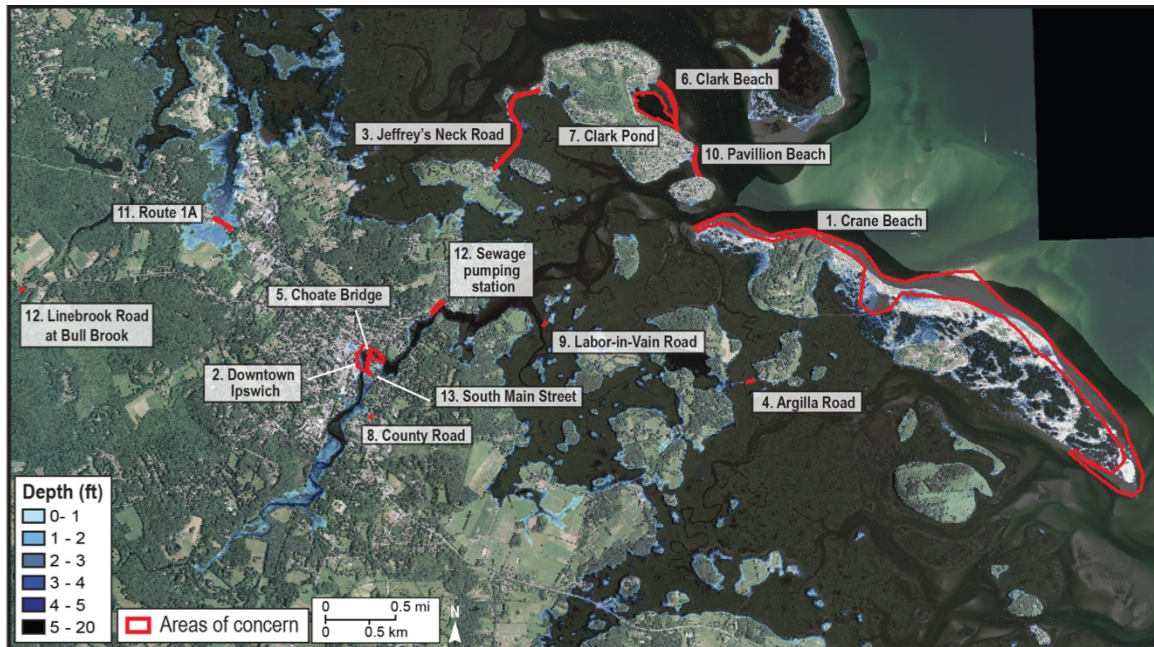 6. Clark Beach
3. Jeffrey's Neck Road
7. Clark Pond
10. Pavillion Beach
11. Route 1A
1. Crane Beach
12. Sewage
pumping
station
5. Choate Bridge
12. Linebrook Road
at Bull Brook
9. Labor-in-Vain Road
2. Downtown
Ipswich
13. South Main Street
4. Argilla Road
8. County Road
Depth (ft)
0- 1
1 - 2
2 - 3
3 - 4
4 - 5
5 - 20
Areas of concern
0 0.5 mi
0 0.5 km
N